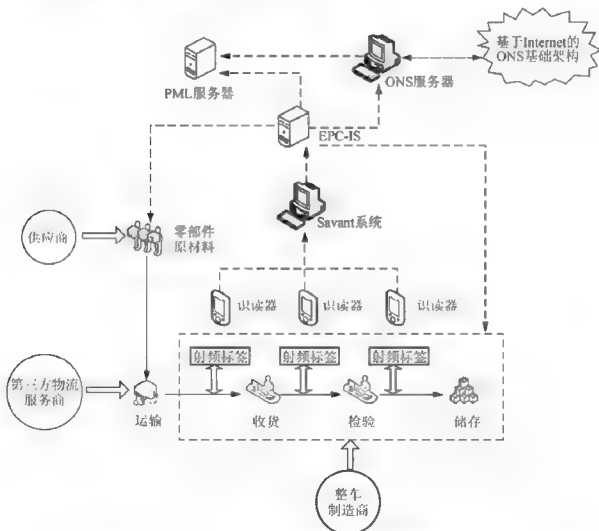 基于Internet的
ONS基础架构
PML服务器
ONS服务器
EPC-IS
Savant系统
供应商
零部件
原材料
识读器
识读器
识读器
射频标签
射频标签
射频标签
第三方物流
服务商
运输
收货
检验
储存
整车
制造商